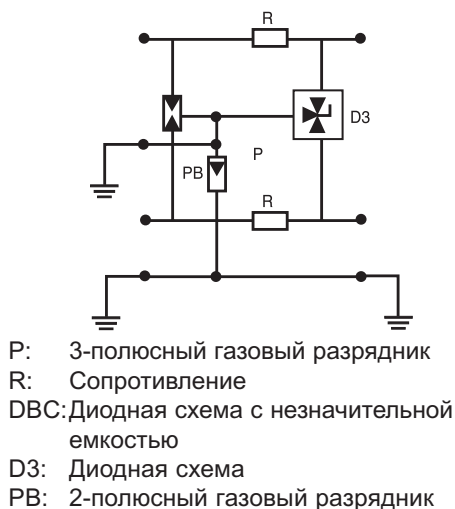 R
D3
P
PB
R
P: 3-полюсный газовый разрядник
R: Сопротивление
DBC: Диодная схема с незначительной
емкостью
D3: Диодная схема
PB: 2-полюсный газовый разрядник